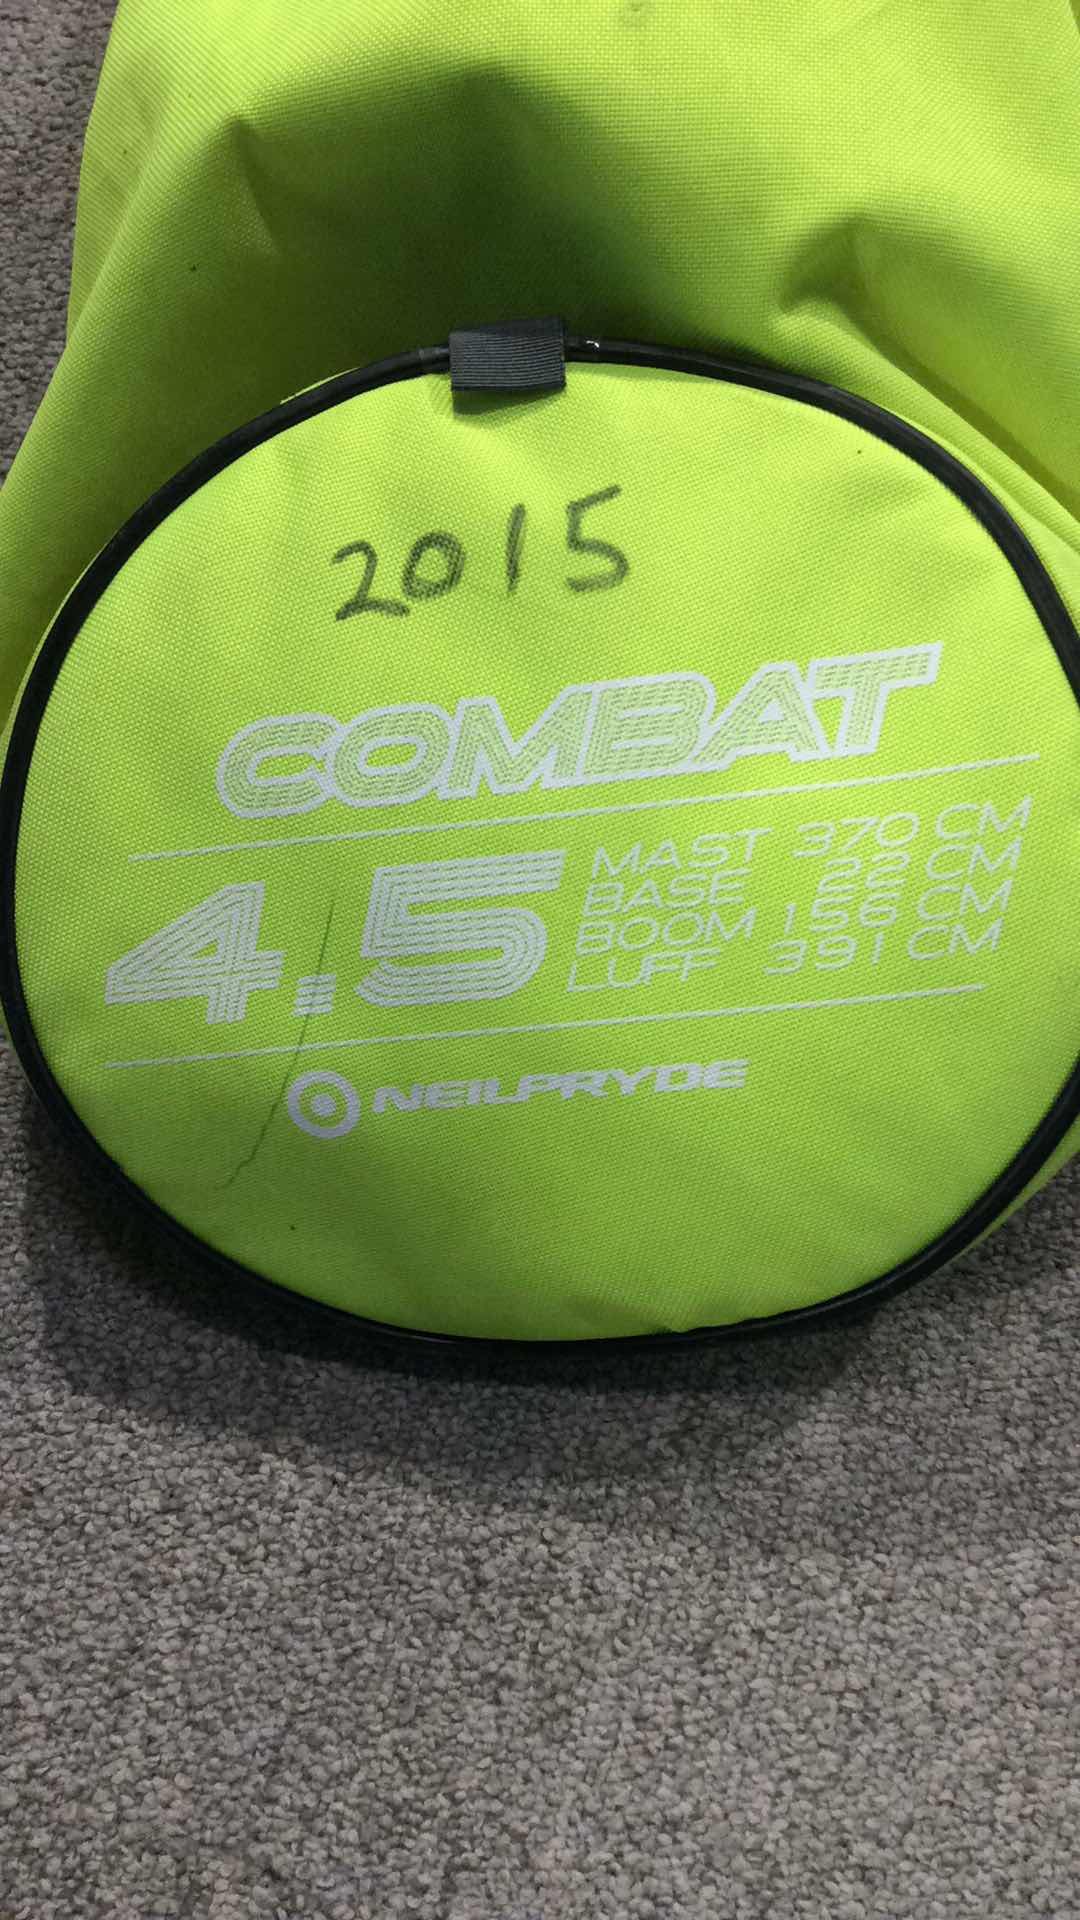 2015
COMBAT
4.5
MAST 370 CM
BASE 22 CM
BOOM 156 CM
LUFF 391 CM
NEILPRYDE